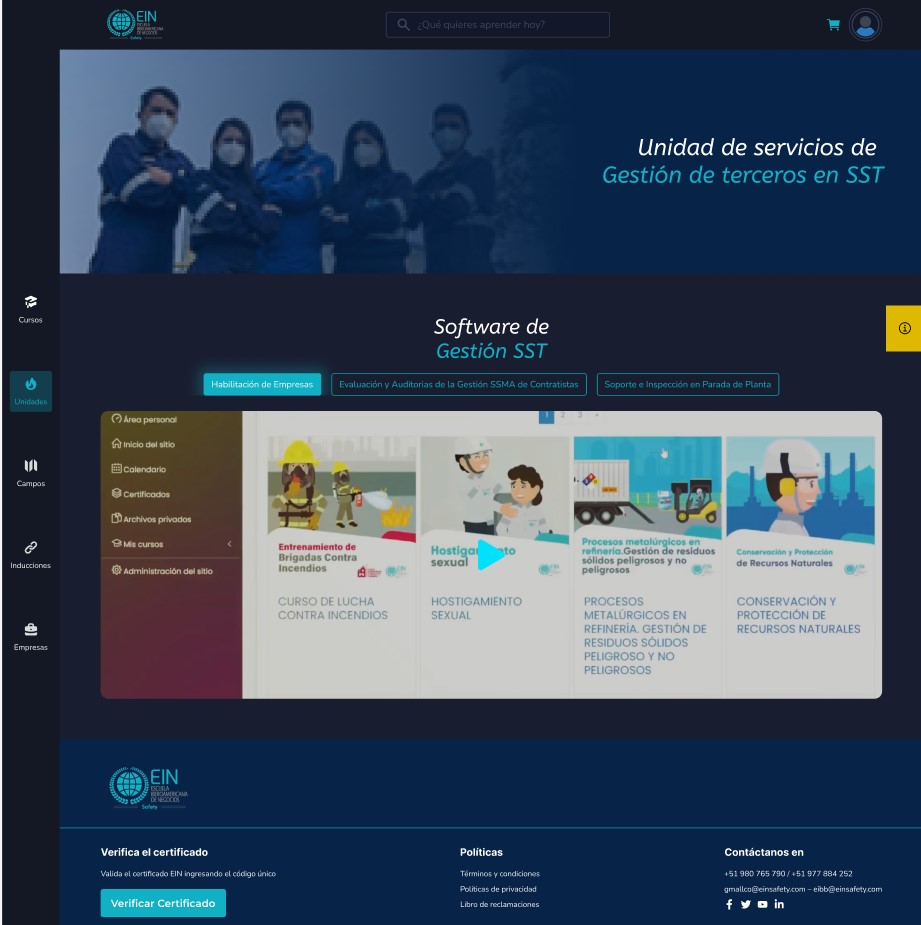 EIN
ESCUELA
IBEROAMERICANA
DE NEGOCIOS
Safety
¿Qué quieres aprender hoy?
Unidad de servicios de
Gestión de terceros en SST
Cursos
Unidades
Campos
Inducciones
Empresas
Software de
Gestión SST
Habilitación de Empresas
Evaluación y Auditorias de la Gestión SSMA de Contratistas
Soporte e Inspección en Parada de Planta
Área personal
Inicio del sitio
Calendario
Certificados
Archivos privados
Mis cursos
Administración del sitio
1 2 3 »
Entrenamiento de
Brigadas Contra
Incendios
CURSO DE LUCHA
CONTRA INCENDIOS
sexual
HOSTIGAMIENTO
SEXUAL
Procesos metalúrgicos en
refinería.Gestión de residuos
sólidos peligrosos y no
peligrosos
PROCESOS
METALÚRGICOS EN
REFINERÍA. GESTIÓN DE
RESIDUOS SÓLIDOS
PELIGROSO Y NO
PELIGROSOS
Conservación y Protección
de Recursos Naturales
CONSERVACIÓN Y
PROTECCIÓN DE
RECURSOS NATURALES
EIN
ESCUELA
IBEROAMERICANA
DE NEGOCIOS
Safety
Verifica el certificado
Valida el certificado EIN ingresando el código único
Verificar Certificado
Políticas
Términos y condiciones
Políticas de privacidad
Libro de reclamaciones
Contáctanos en
+51 980 765 790 / +51 977 884 252
gmallco@einsafety.com – eibb@einsafety.com